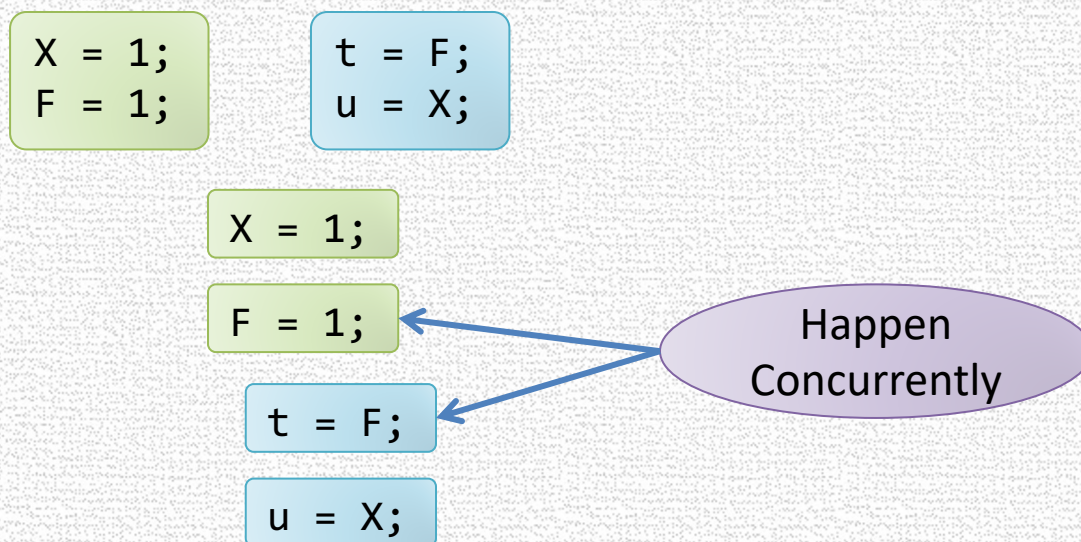 X = 1;
F = 1;
t = F;
u = X;
X = 1;
F = 1;
Happen
Concurrently
t = F;
u = X;